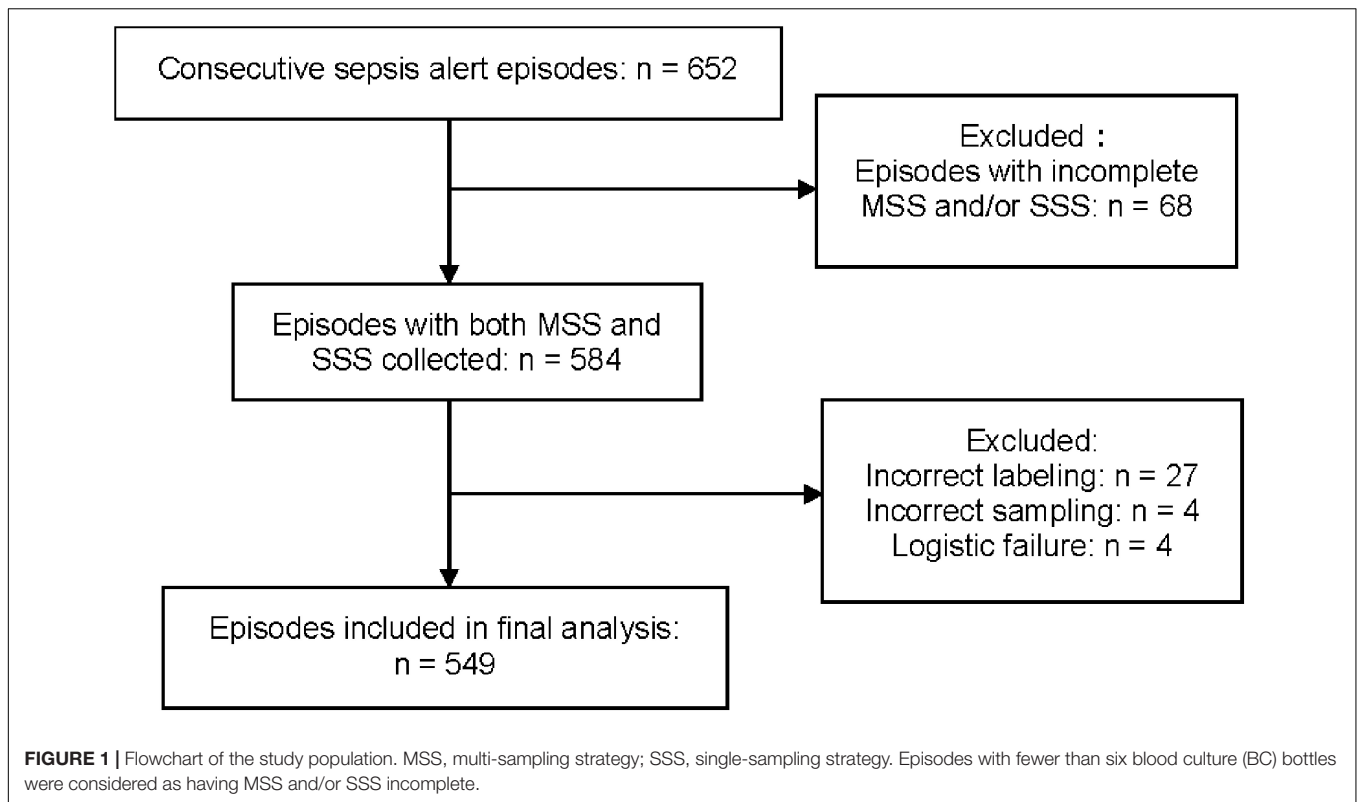 Consecutive sepsis alert episodes: n = 652
Excluded :
Episodes with incomplete
MSS and/or SSS: n = 68
Episodes with both MSS and
SSS collected: n = 584
Excluded:
Incorrect labeling: n = 27
Incorrect sampling: n = 4
Logistic failure: n = 4
Episodes included in final analysis:
n = 549
FIGURE 1 | Flowchart of the study population. MSS, multi-sampling strategy; SSS, single-sampling strategy. Episodes with fewer than six blood culture (BC) bottles
were considered as having MSS and/or SSS incomplete.